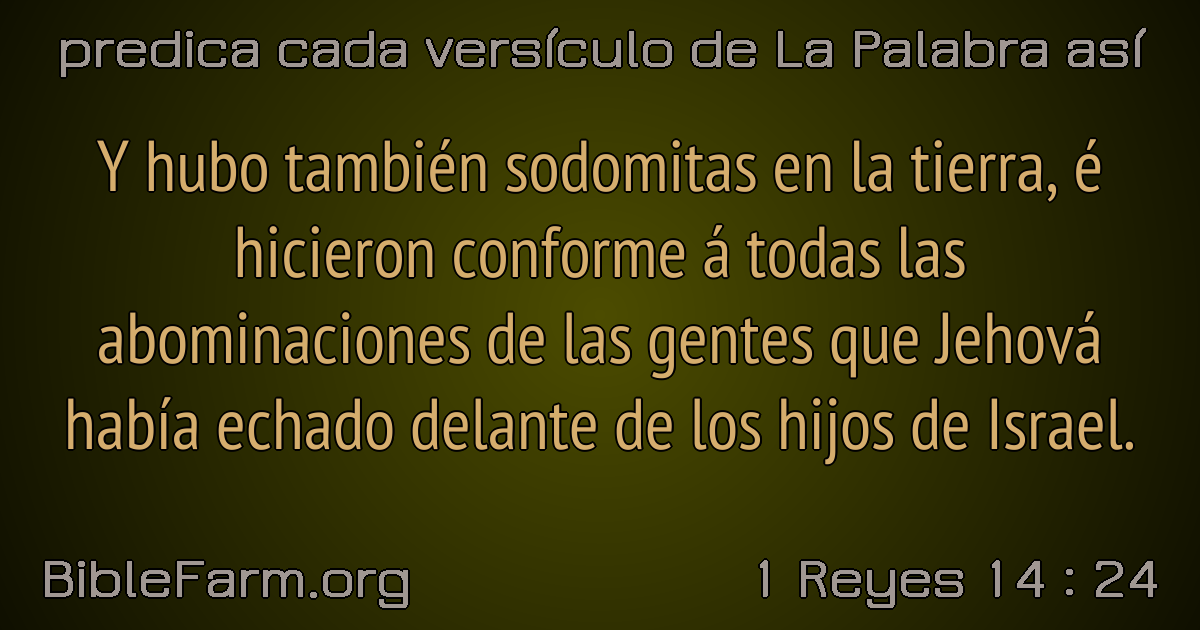 predica cada versículo de La Palabra así
Y hubo también sodomitas en la tierra, é
hicieron conforme á todas las
abominaciones de las gentes que Jehová
había echado delante de los hijos de Israel.
BibleFarm.org
1 Reyes 14 : 24